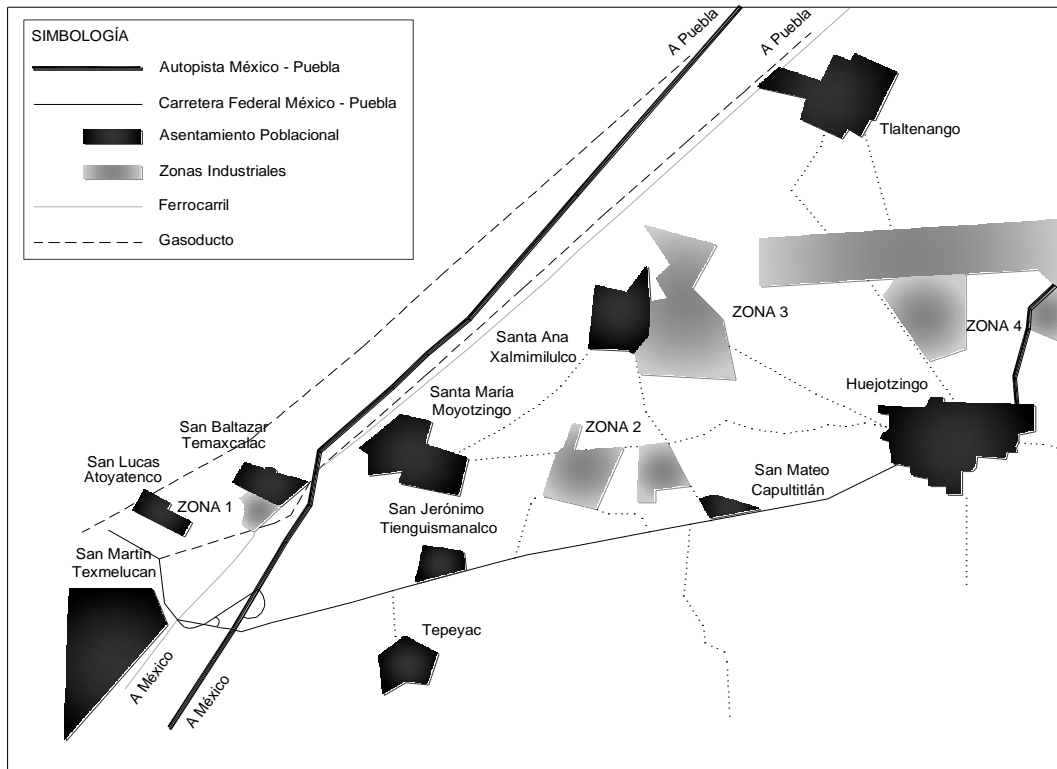 SIMBOLOGÍA
Autopista México - Puebla
Carretera Federal México - Puebla
Asentamiento Poblacional
Zonas Industriales
Ferrocarril
Gasoducto
A Puebla
A Puebla
Tlaltenango
ZONA 3
ZONA 4
Santa Ana
Xalmimilulco
Huejotzingo
Santa María
Moyotzingo
San Baltazar
Temaxcalac
ZONA 2
San Lucas
Atoyatenco
ZONA 1
San Mateo
Capultitlán
San Jerónimo
Tienguismanalco
San Martín
Texmelucan
Tepeyac
A México
A México